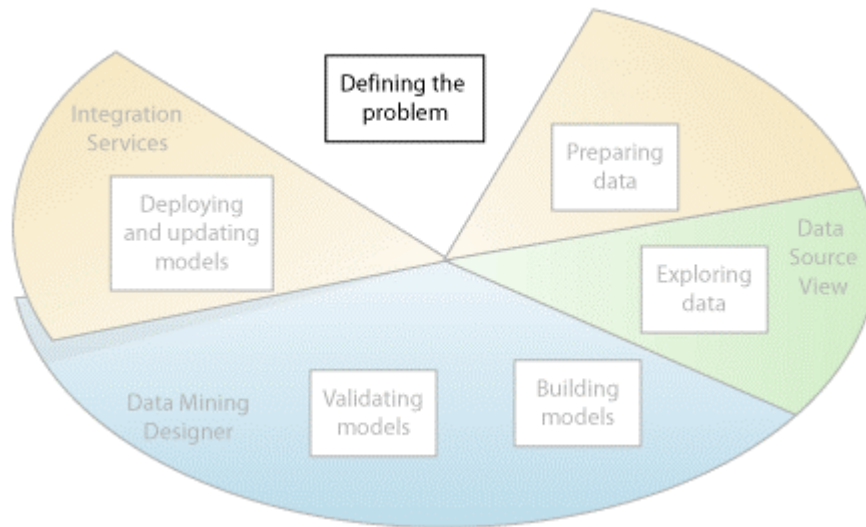 Defining the
problem
Preparing
data
Data
Source
View
Exploring
data
Building
models
Validating
models
Data Mining
Designer
Deploying
and updating
models
Integration
Services